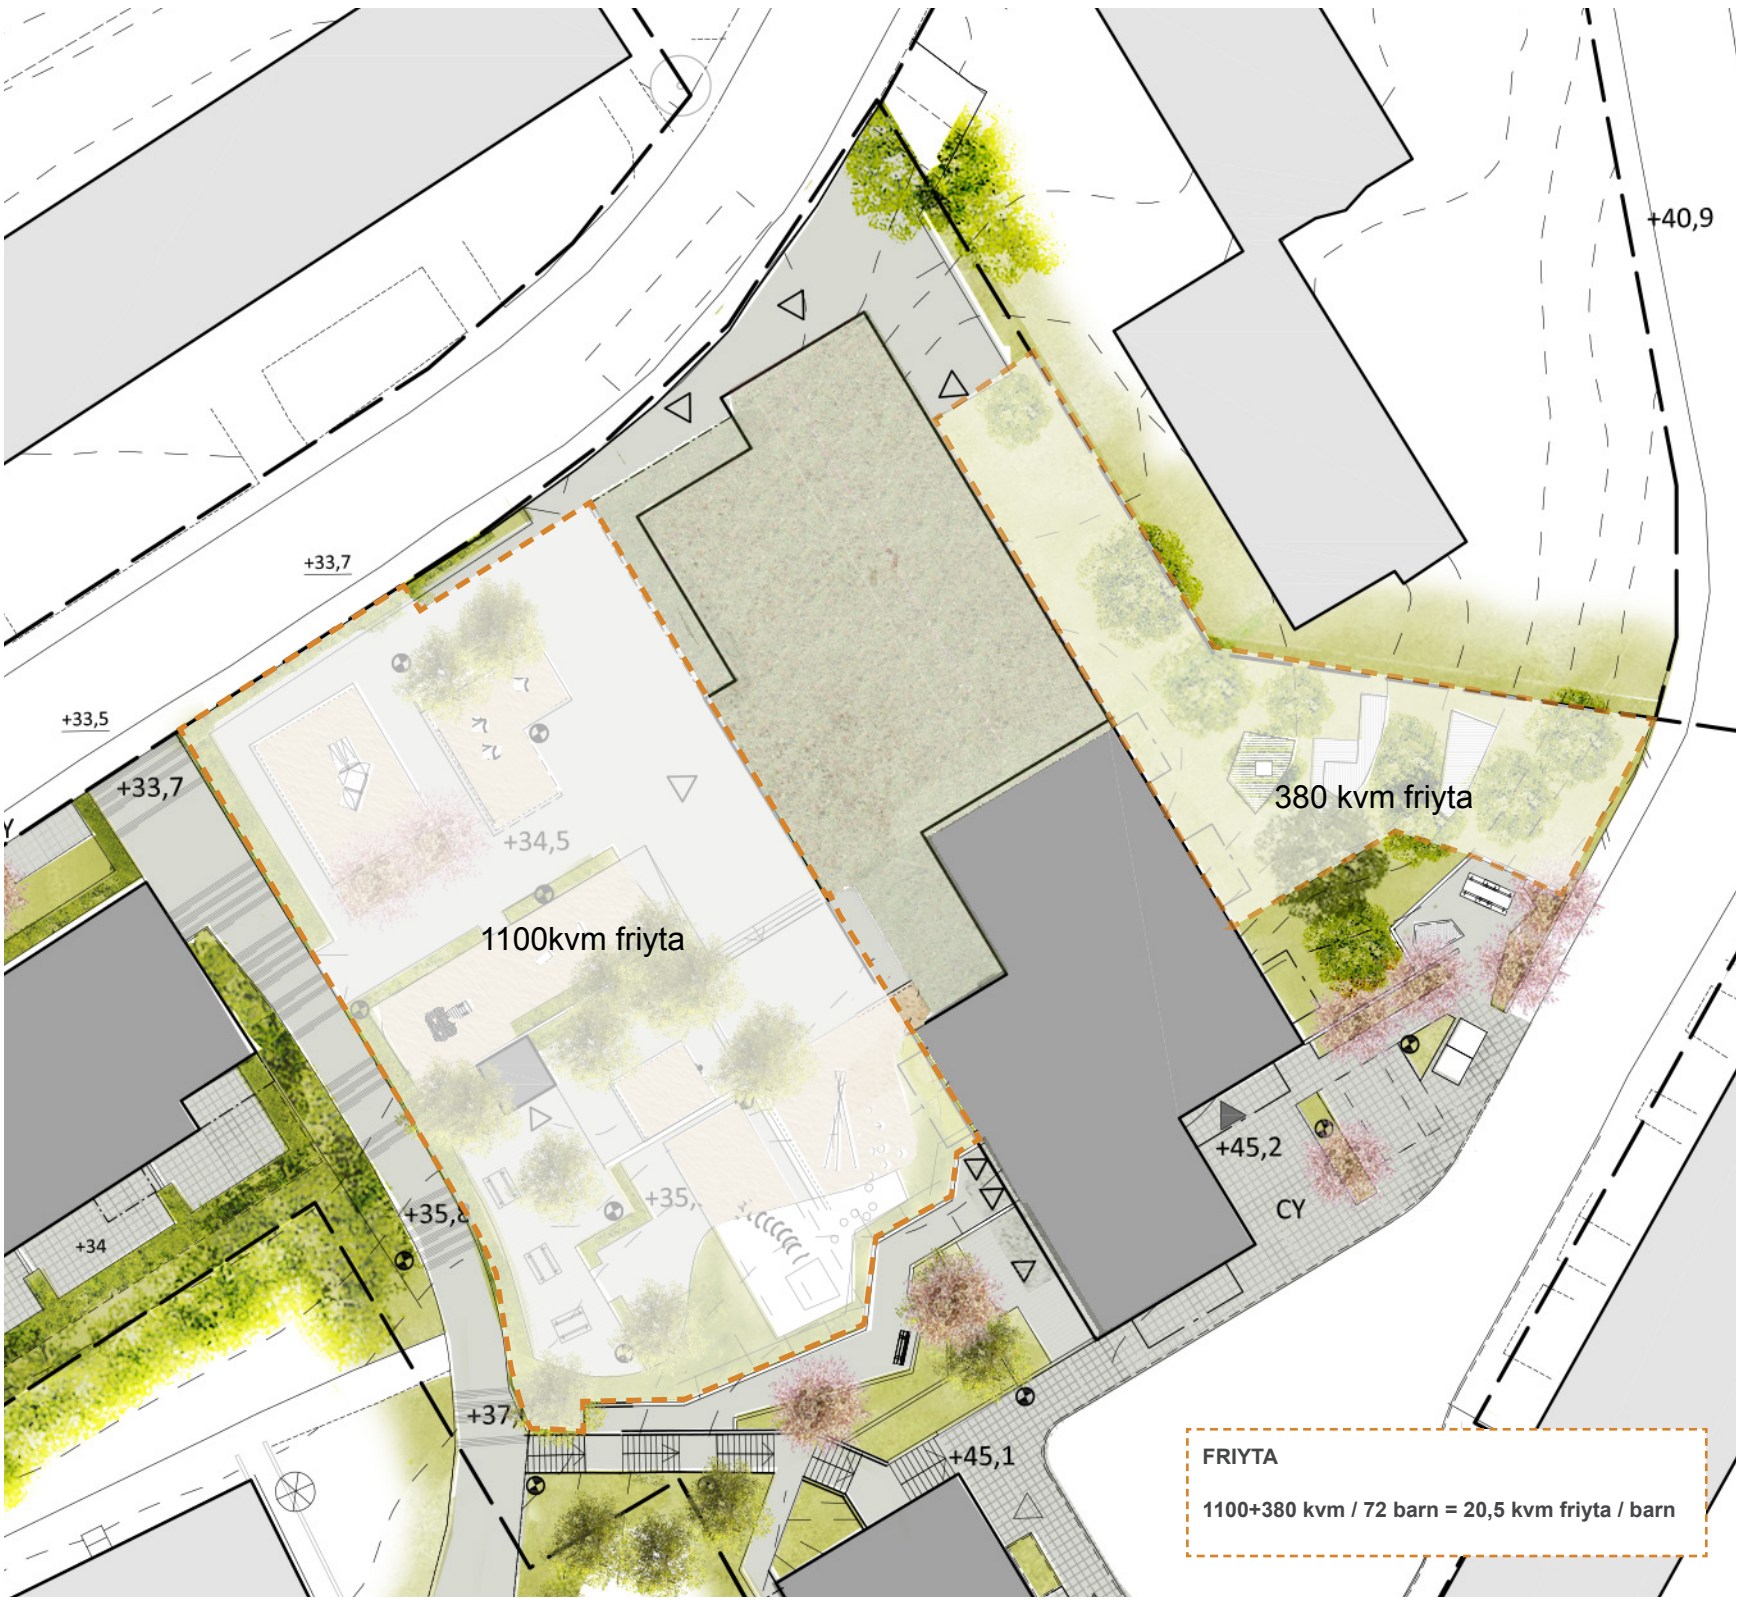 +40,9
+33,7
+33,5
+33,7
+34,5
380 kvm friyta
1100kvm friyta
+45,2
+35,
CY
+35,8
+34
+37,
+45,1
FRIYTA
1100+380 kvm / 72 barn = 20,5 kvm friyta / barn